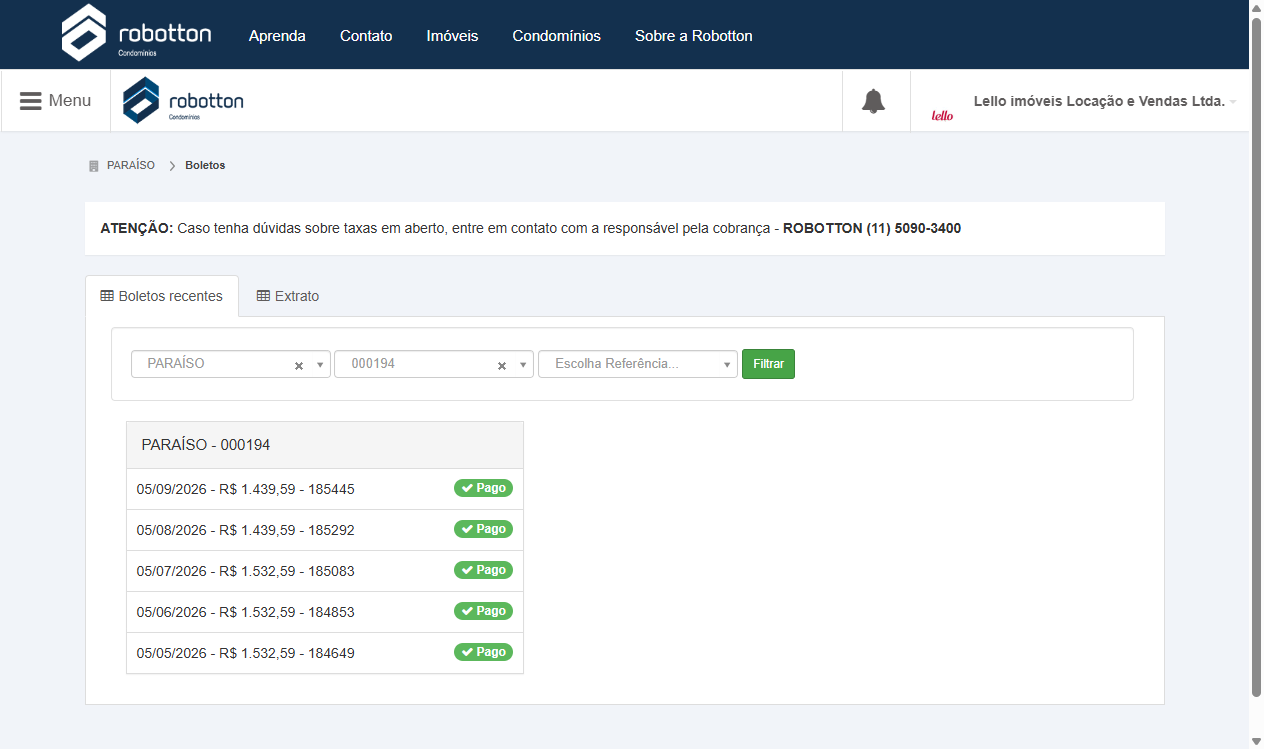 robotton
Condomínios
Aprenda Contato Imóveis Condomínios Sobre a Robotton
Menu
robotton
Condomínios
lello
Lello imóveis Locação e Vendas Ltda.
PARAÍSO > Boletos
ATENÇÃO: Caso tenha dúvidas sobre taxas em aberto, entre em contato com a responsável pela cobrança - ROBOTTON (11) 5090-3400
Boletos recentes Extrato
PARAÍSO × 000194 × Escolha Referência... Filtrar
PARAÍSO - 000194
05/09/2026 - R$ 1.439,59 - 185445 Pago
05/08/2026 - R$ 1.439,59 - 185292 Pago
05/07/2026 - R$ 1.532,59 - 185083 Pago
05/06/2026 - R$ 1.532,59 - 184853 Pago
05/05/2026 - R$ 1.532,59 - 184649 Pago